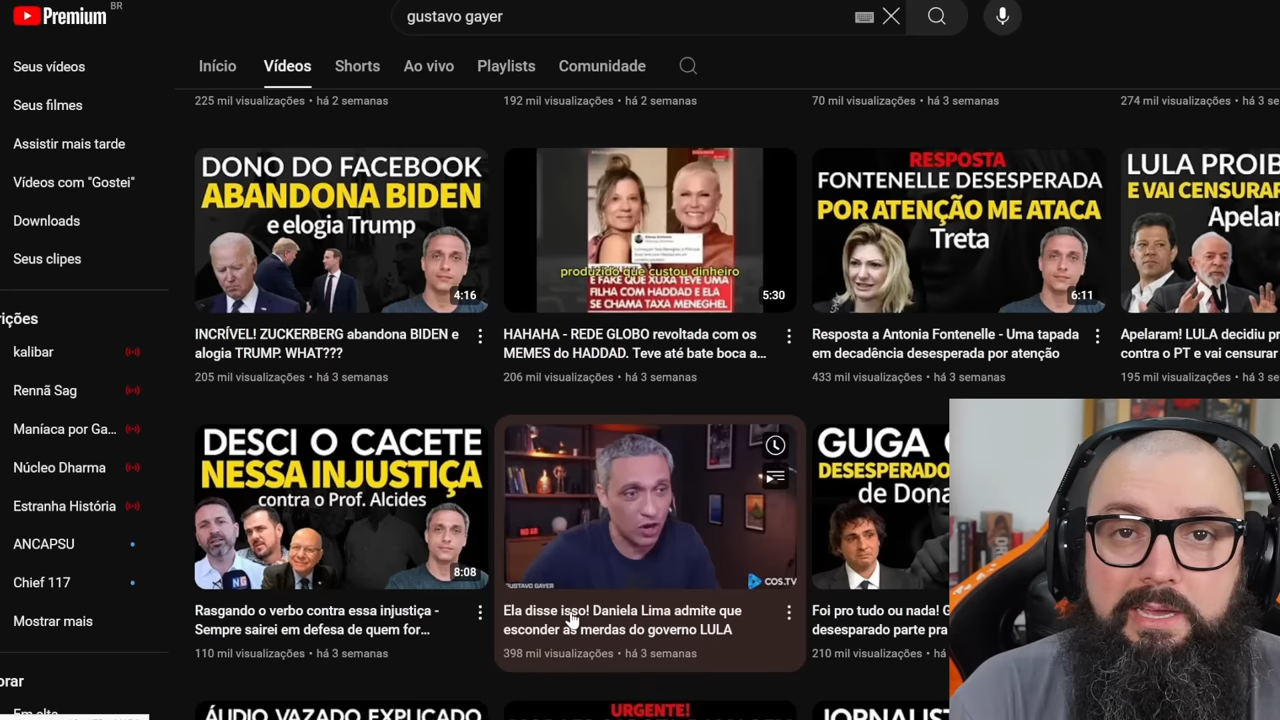 Premium BR
gustavo gayer
Seus vídeos
Seus filmes
Assistir mais tarde
Vídeos com "Gostei"
Downloads
Seus clipes
rições
kalibar
Rennã Sag
Maníaca por Ga...
Núcleo Dharma
Estranha História
ANCAPSU
Chief 117
Mostrar mais
orar
Em alta
Início
Vídeos
Shorts
Ao vivo
Playlists
Comunidade
225 mil visualizações • há 2 semanas
192 mil visualizações • há 2 semanas
70 mil visualizações • há 3 semanas
274 mil visualizações • há 3 se
DONO DO FACEBOOK
ABANDONA BIDEN
e elogia Trump
4:16
INCRÍVEL! ZUCKERBERG abandona BIDEN e
alogia TRUMP. WHAT???
205 mil visualizações • há 3 semanas
produzido que custou dinheiro
É FAKE QUE XUXA TEVE UMA
FILHA COM HADDAD E ELA
SE CHAMA TAXA MENEGHEL
5:30
HAHAHA - REDE GLOBO revoltada com os
MEMES do HADDAD. Teve até bate boca a...
206 mil visualizações • há 3 semanas
RESPOSTA
FONTENELLE DESESPERADA
POR ATENÇÃO ME ATACA
Treta
6:11
Resposta a Antonia Fontenelle - Uma tapada
em decadência desesperada por atenção
433 mil visualizações • há 3 semanas
LULA PROIB
E VAI CENSURAR
Apelar
Apelaram! LULA decidiu pr
contra o PT e vai censurar
195 mil visualizações • há 3 se
DESCI O CACETE
NESSA INJUSTIÇA
contra o Prof. Alcides
NG
8:08
Rasgando o verbo contra essa injustiça -
Sempre sairei em defesa de quem for...
110 mil visualizações • há 3 semanas
GUSTAVO GAYER
COS.TV
Ela disse isso! Daniela Lima admite que
esconder as merdas do governo LULA
398 mil visualizações • há 3 semanas
GUGA
DESESPERADO
de Dona
Foi pro tudo ou nada! G
desesparado parte pra
210 mil visualizações • há
ÁUDIO VAZADO EXPLICADO
URGENTE!
JORNALIST